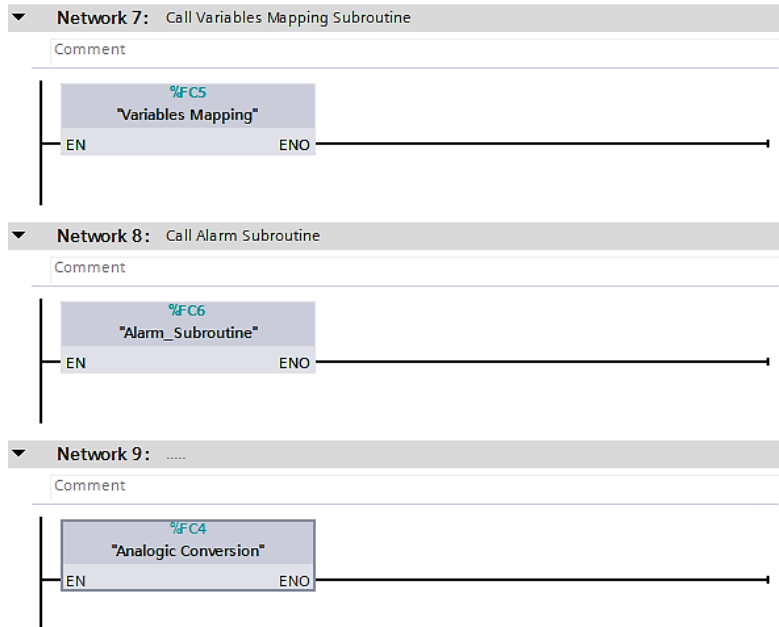 Network 7: Call Variables Mapping Subroutine
Comment
%FC5
"Variables Mapping"
EN ENO
Network 8: Call Alarm Subroutine
Comment
%FC6
"Alarm_Subroutine"
EN ENO
Network 9: .....
Comment
%FC4
"Analogic Conversion"
EN ENO